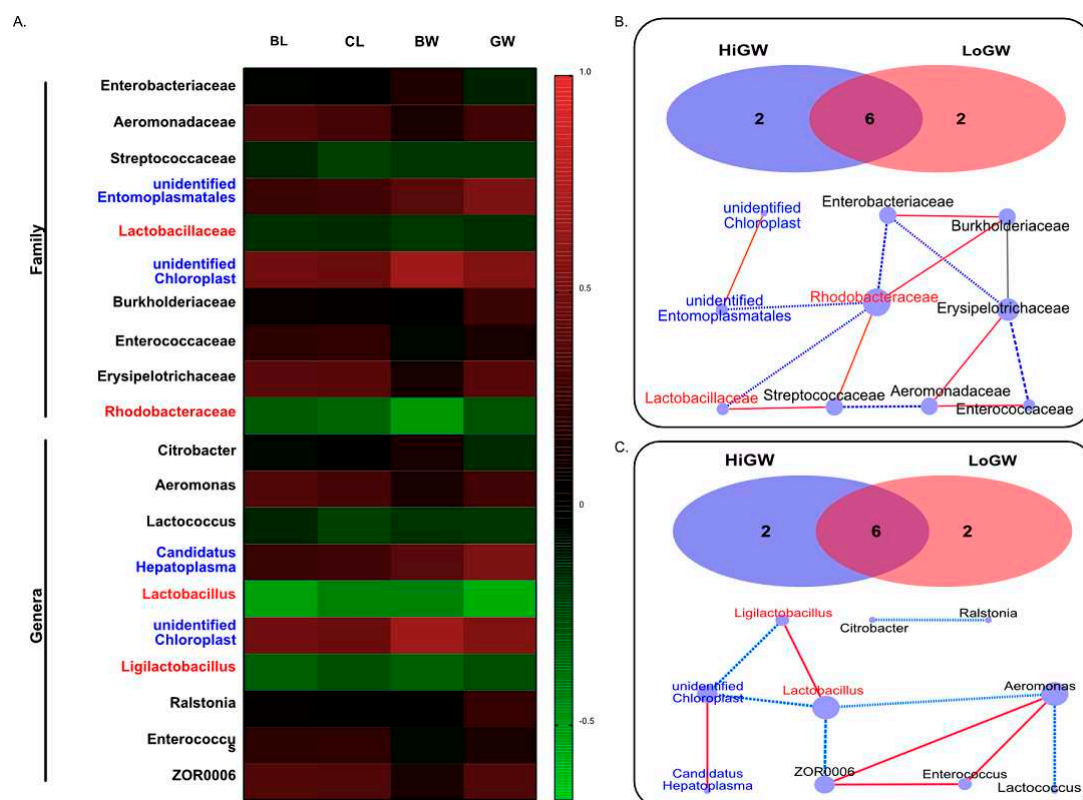 A.
BL CL BW GW
Family
Enterobacteriaceae
Aeromonadaceae
Streptococcaceae
unidentified
Entomoplasmatales
Lactobacillaceae
unidentified
Chloroplast
Burkholderiaceae
Enterococcaceae
Erysipelotrichaceae
Rhodobacteraceae
Genera
Citrobacter
Aeromonas
Lactococcus
Candidatus
Hepatoplasma
Lactobacillus
unidentified
Chloroplast
Ligilactobacillus
Ralstonia
Enterococcus
ZOR0006
1.0
0.5
0
-0.5
B.
HiGW LoGW
2 6 2
unidentified
Chloroplast
Enterobacteriaceae
Burkholderiaceae
unidentified
Entomoplasmatales
Rhodobacteraceae
Erysipelotrichaceae
Lactobacillaceae
Streptococcaceae
Aeromonadaceae
Enterococcaceae
C.
HiGW LoGW
2 6 2
Ligilactobacillus
Citrobacter
Ralstonia
unidentified
Chloroplast
Lactobacillus
Aeromonas
Candidatus
Hepatoplasma
ZOR0006
Enterococcus
Lactococcus